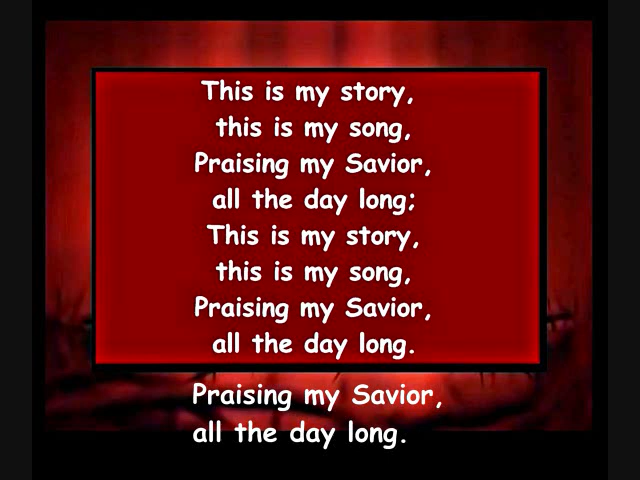 This is my story,
this is my song,
Praising my Savior,
all the day long;
This is my story,
this is my song,
Praising my Savior,
all the day long.
Praising my Savior,
all the day long.